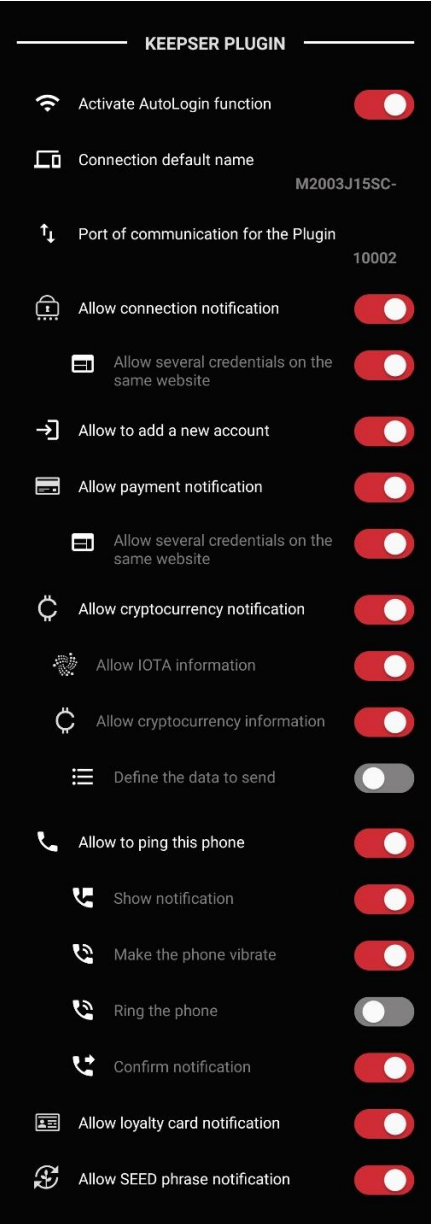 KEEPSER PLUGIN
Activate AutoLogin function
Connection default name
M2003J15SC-
Port of communication for the Plugin
10002
Allow connection notification
Allow several credentials on the
same website
Allow to add a new account
Allow payment notification
Allow several credentials on the
same website
Allow cryptocurrency notification
Allow IOTA information
Allow cryptocurrency information
Define the data to send
Allow to ping this phone
Show notification
Make the phone vibrate
Ring the phone
Confirm notification
Allow loyalty card notification
Allow SEED phrase notification